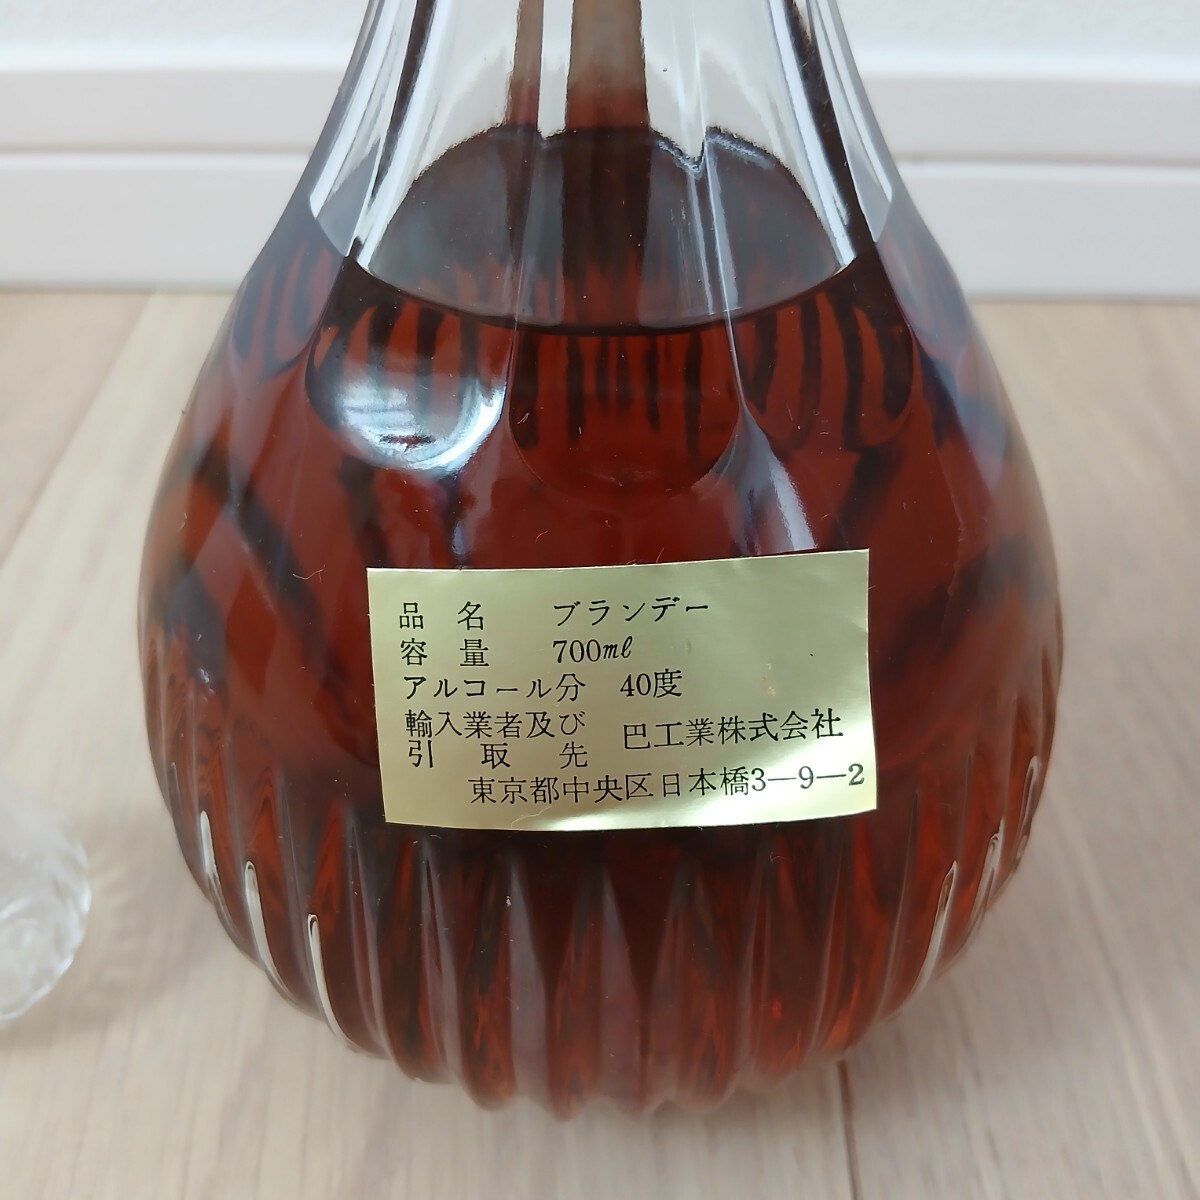 品名 ブランデー
容量 700㎖
アルコール分 40度
輸入業者及び
引取先 巴工業株式会社
東京都中央区日本橋3―9―2